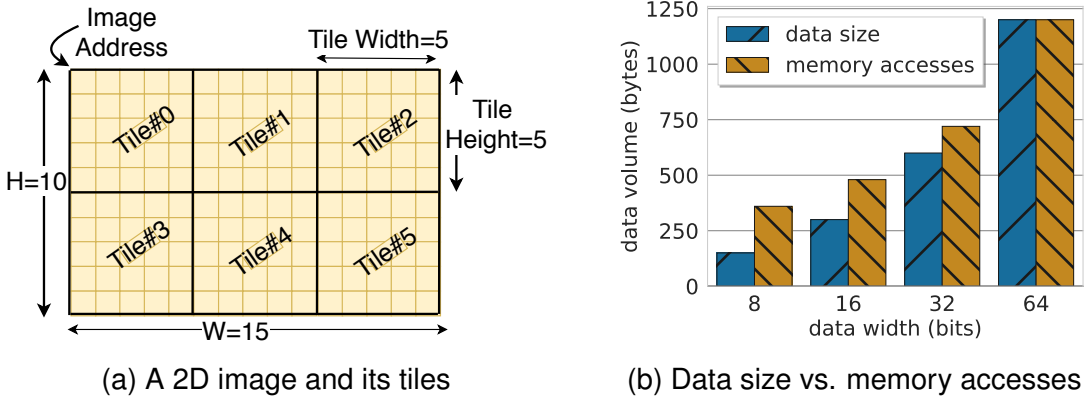 Image
Address
Tile Width=5
Tile#0
Tile#1
Tile#2
Tile
Height=5
H=10
Tile#3
Tile#4
Tile#5
W=15
(a) A 2D image and its tiles
data volume (bytes)
1250
1000
750
500
250
0
data size
memory accesses
8 16 32 64
data width (bits)
(b) Data size vs. memory accesses